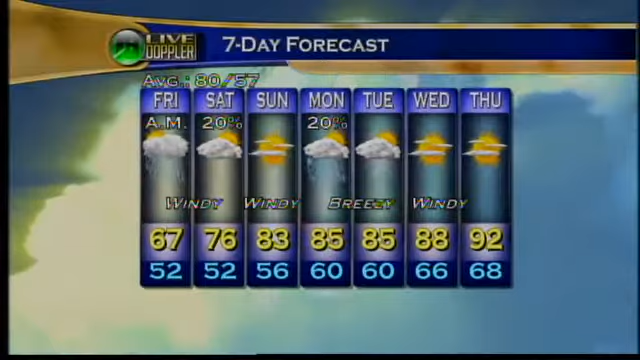 LIVE
DOPPLER
7-DAY FORECAST
AVG.: 80/57
FRI SAT SUN MON TUE WED THU
A.M. 20% 20%
WINDY WINDY BREEZY WINDY
67 76 83 85 85 88 92
52 52 56 60 60 66 68